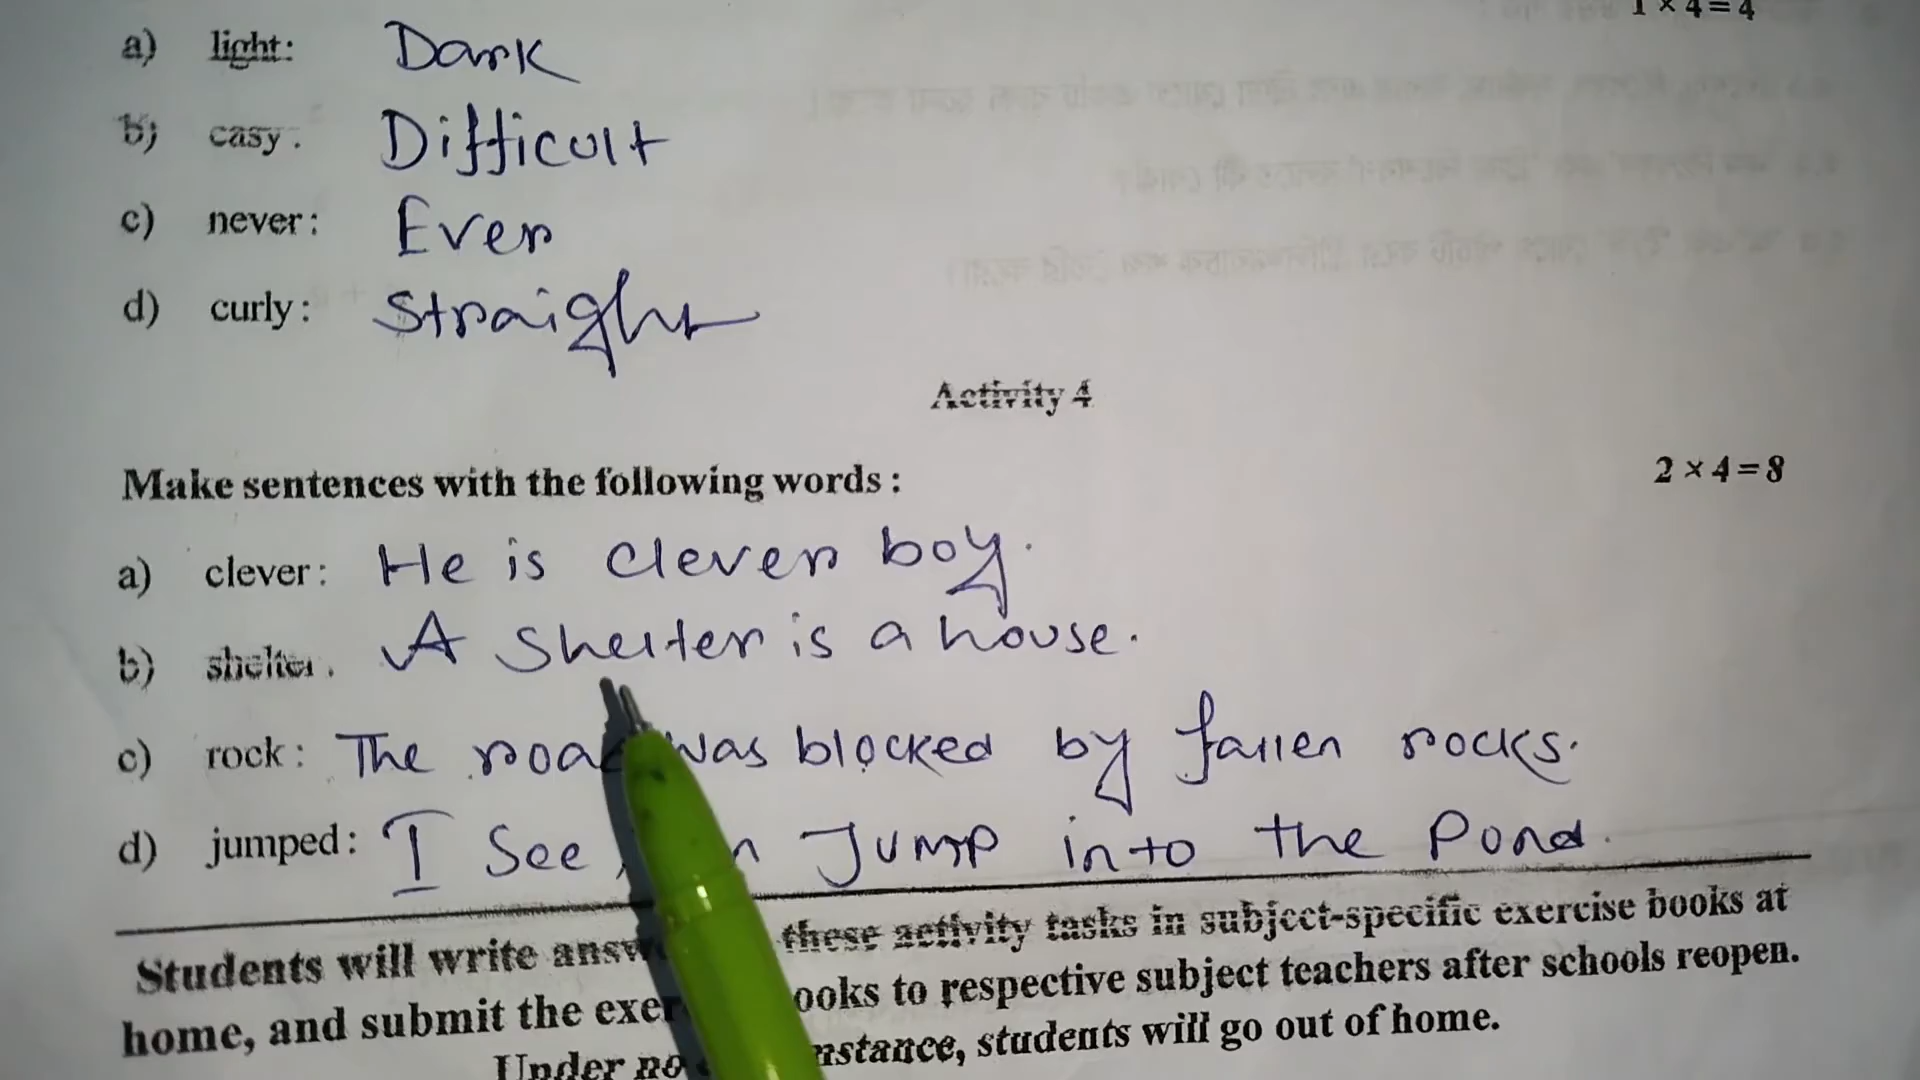 1 × 4 = 4
a) light: Dark
b) easy: Difficult
c) never: Ever
d) curly: Straight
Activity 4
Make sentences with the following words : 2 × 4 = 8
a) clever: He is clever boy.
b) shelter: A Shelter is a house.
c) rock: The road was blocked by fallen rocks.
d) jumped: I See Jump into the Pond.
Students will write these activity tasks in subject-specific exercise books at
home, and submit the to respective subject teachers after schools reopen.
Under no students will go out of home.